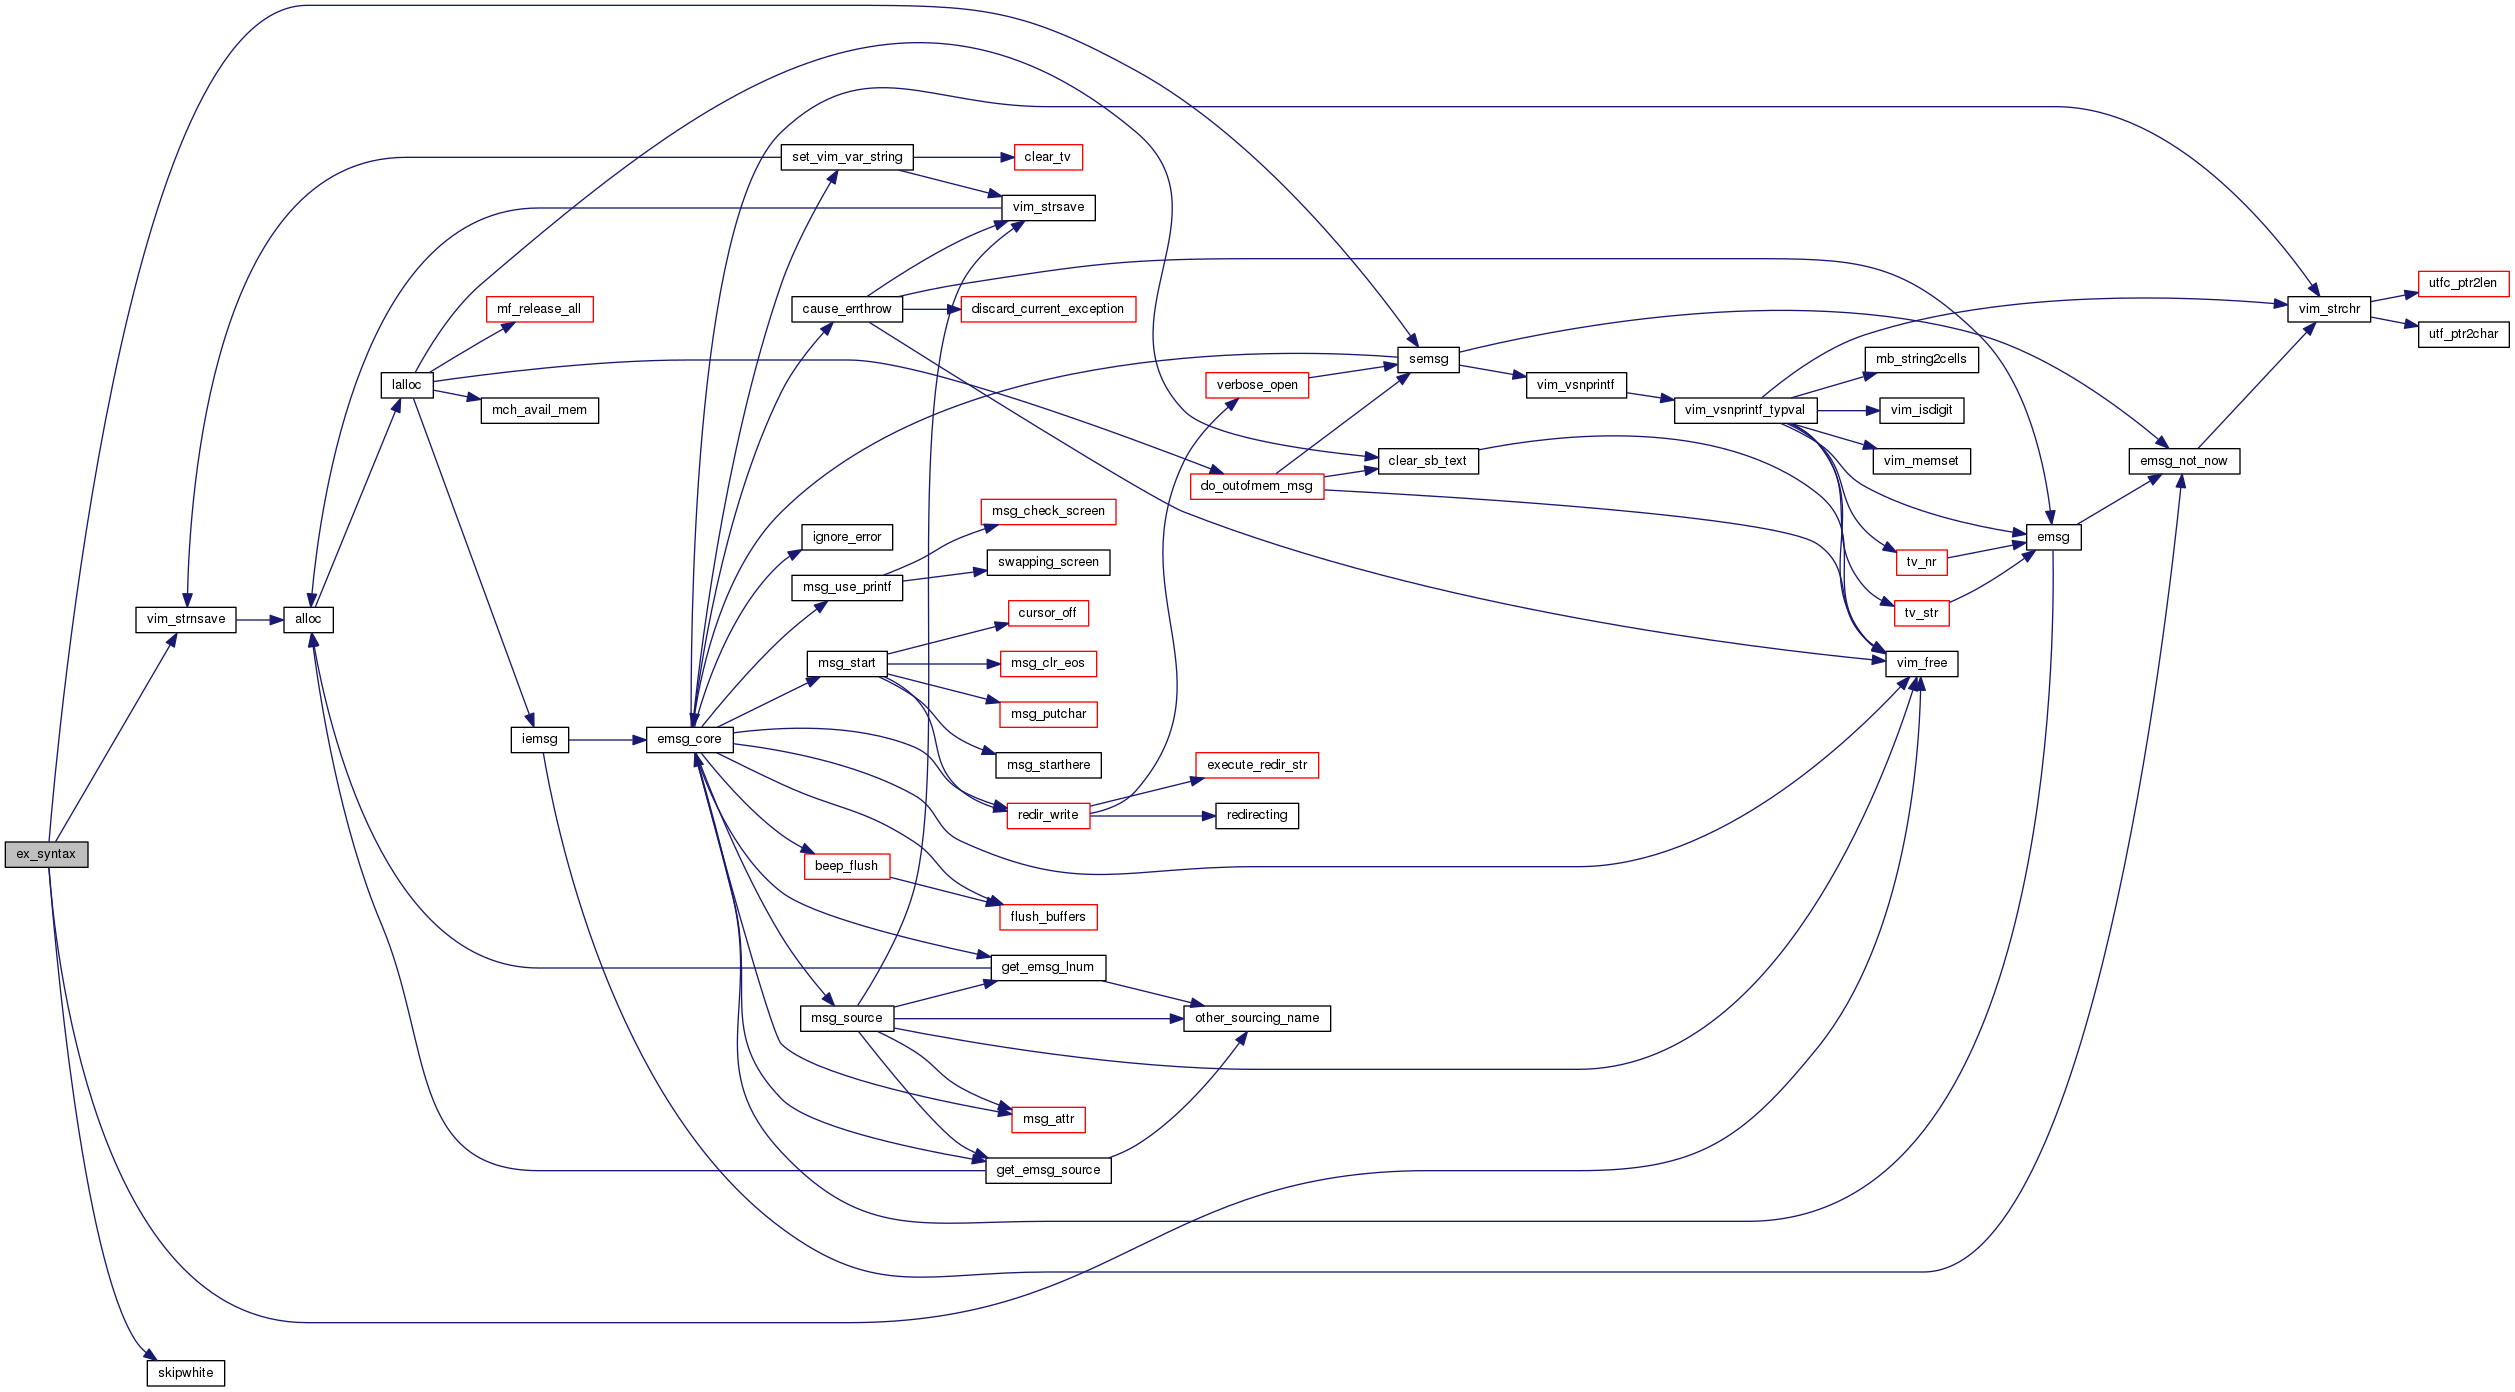 ex_syntax
vim_strnsave
skipwhite
alloc
lalloc
mf_release_all
mch_avail_mem
iemsg
emsg_core
set_vim_var_string
cause_errthrow
ignore_error
msg_use_printf
msg_start
beep_flush
msg_source
clear_tv
vim_strsave
discard_current_exception
msg_check_screen
swapping_screen
cursor_off
msg_clr_eos
msg_putchar
msg_starthere
redir_write
flush_buffers
get_emsg_lnum
msg_attr
get_emsg_source
verbose_open
do_outofmem_msg
execute_redir_str
redirecting
other_sourcing_name
semsg
clear_sb_text
vim_vsnprintf
vim_vsnprintf_typval
mb_string2cells
vim_isdigit
vim_memset
tv_nr
tv_str
vim_free
emsg
emsg_not_now
vim_strchr
utfc_ptr2len
utf_ptr2char